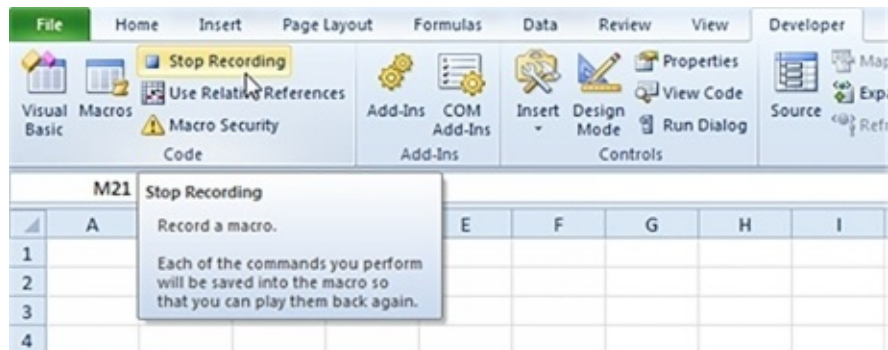 File Home Insert Page Layout Formulas Data Review View Developer
Stop Recording
Use Relative References
Macro Security
Visual Basic
Macros
Code
Add-Ins
COM Add-Ins
Add-Ins
Insert
Design Mode
Properties
View Code
Run Dialog
Controls
Source
Map
Expa
Refr
M21
Stop Recording
Record a macro.
Each of the commands you perform
will be saved into the macro so
that you can play them back again.
A E F G H I
1
2
3
4